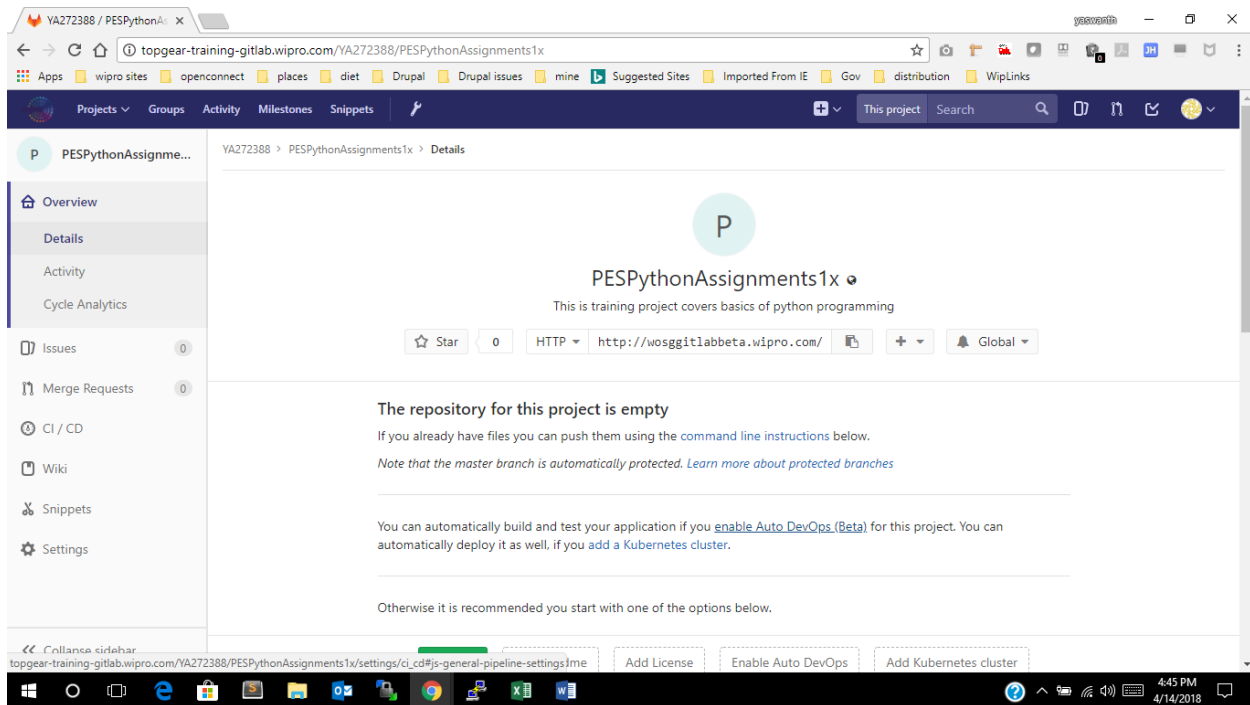 YA272388 / PESPythonAs
yaswanth
topgear-training-gitlab.wipro.com/YA272388/PESPythonAssignments1x
Apps wipro sites openconnect places diet Drupal Drupal issues mine Suggested Sites Imported From IE Gov distribution WipLinks
Projects Groups Activity Milestones Snippets This project Search
P PESPythonAssignme...
YA272388 > PESPythonAssignments1x > Details
Overview
Details
Activity
Cycle Analytics
Issues 0
Merge Requests 0
CI / CD
Wiki
Snippets
Settings
Collapse sidebar
P
PESPythonAssignments1x
This is training project covers basics of python programming
Star 0 HTTP http://wosggitlabbeta.wipro.com/ + Global
The repository for this project is empty
If you already have files you can push them using the command line instructions below.
Note that the master branch is automatically protected. Learn more about protected branches
You can automatically build and test your application if you enable Auto DevOps (Beta) for this project. You can
automatically deploy it as well, if you add a Kubernetes cluster.
Otherwise it is recommended you start with one of the options below.
Add License Enable Auto DevOps Add Kubernetes cluster
topgear-training-gitlab.wipro.com/YA272388/PESPythonAssignments1x/settings/ci_cd#js-general-pipeline-settings
4:45 PM
4/14/2018